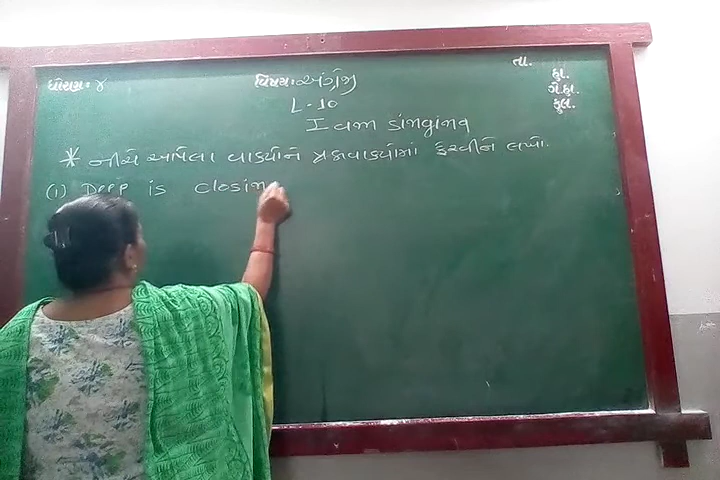 ધોરણ: ૪
વિષય: અંગ્રેજી
તા.
હા.
ગે.હા.
કુલ.
L - 10
I
* નીચે આપેલા વાક્યોને પ્રશ્નવાક્યોમાં ફેરવીને લખો.
(1) Deep is closin